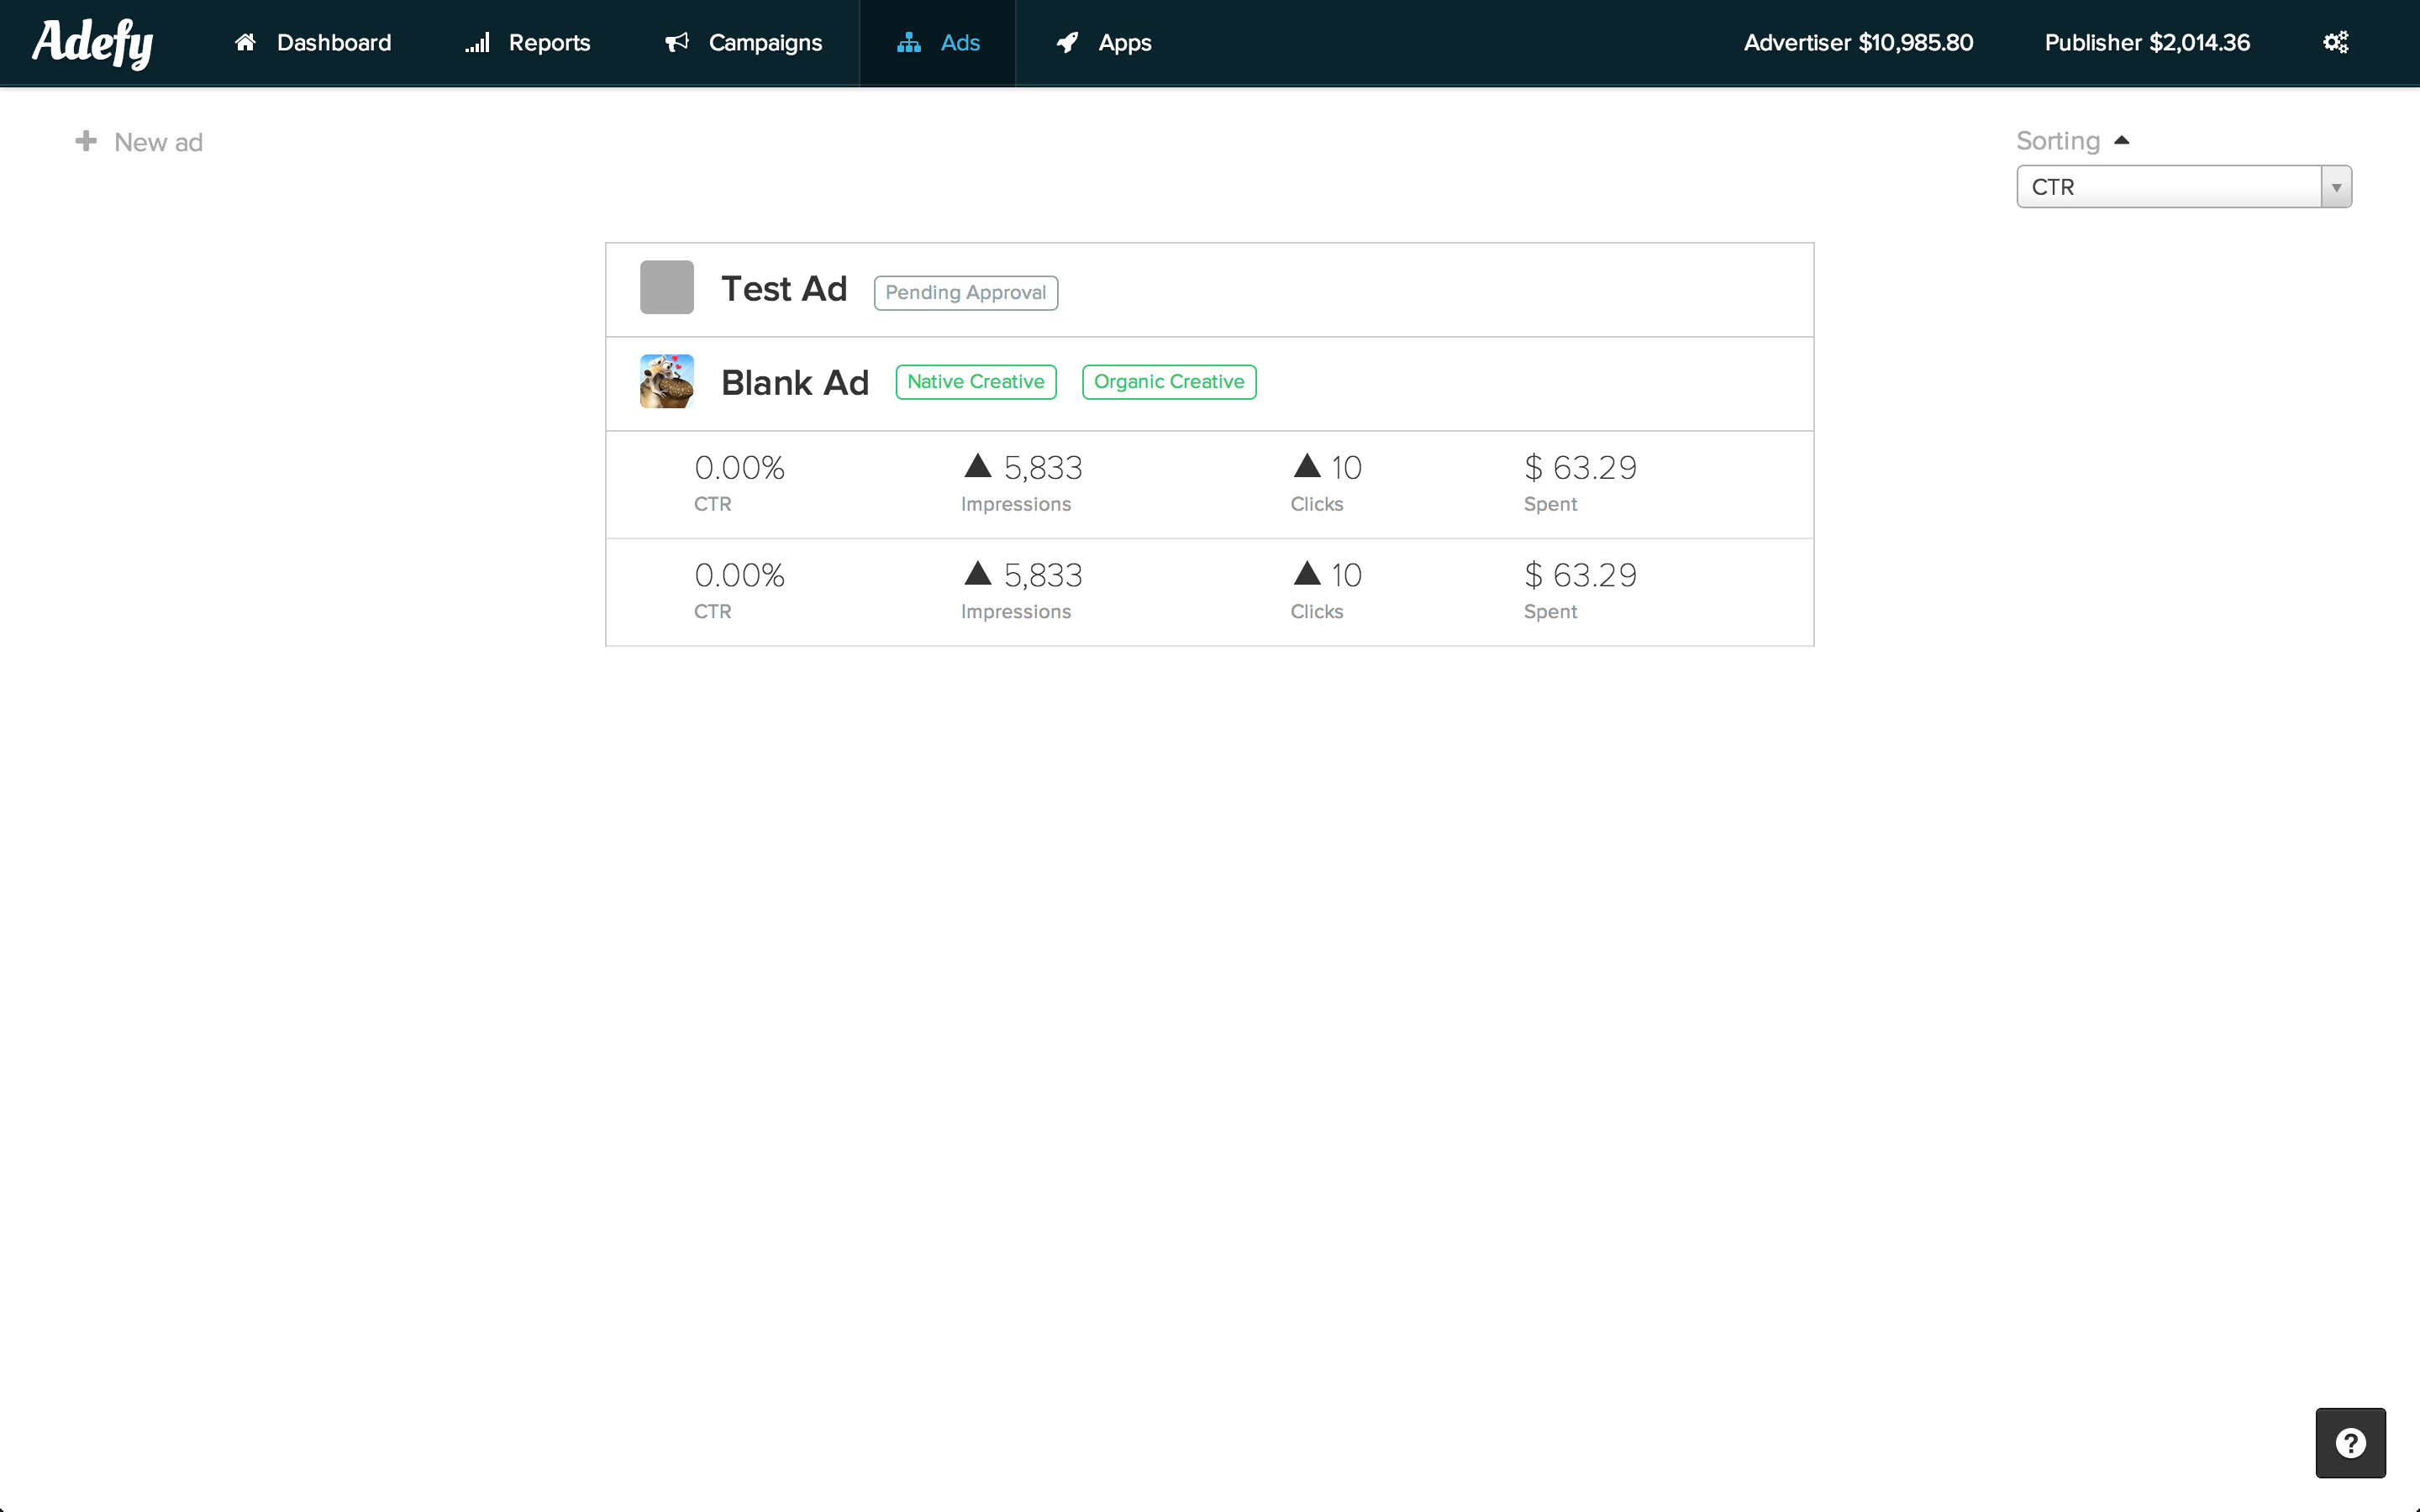 Adefy Dashboard Reports Campaigns Ads Apps Advertiser $10,985.80 Publisher $2,014.36
New ad
Sorting
CTR
Test Ad Pending Approval
Blank Ad Native Creative Organic Creative
0.00% 5,833 10 $ 63.29
CTR Impressions Clicks Spent
0.00% 5,833 10 $ 63.29
CTR Impressions Clicks Spent
?